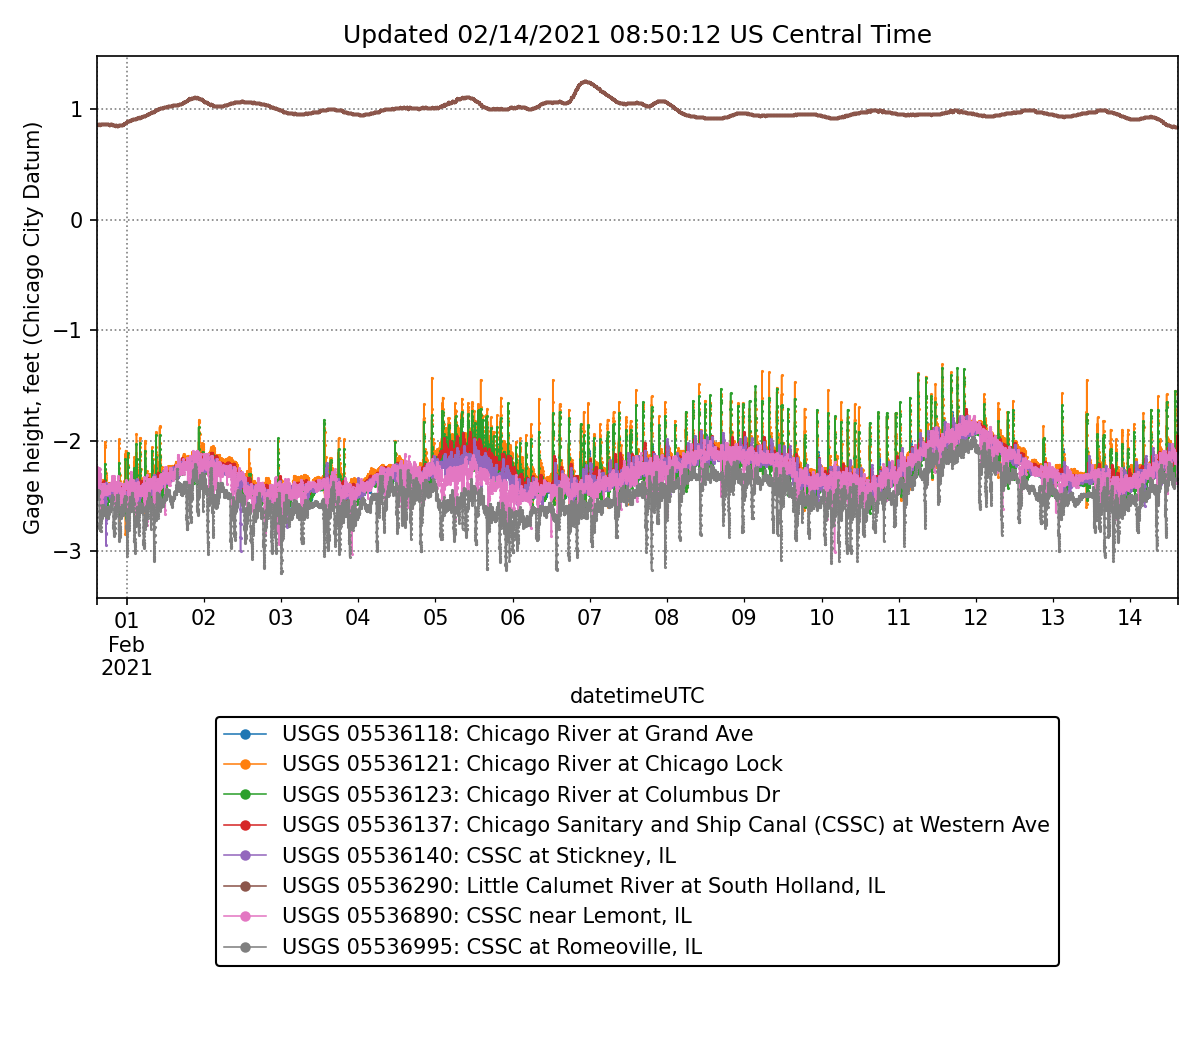 Updated 02/14/2021 08:50:12 US Central Time
Gage height, feet (Chicago City Datum)
1
0
−1
−2
−3
01 02 03 04 05 06 07 08 09 10 11 12 13 14
Feb
2021
datetimeUTC
USGS 05536118: Chicago River at Grand Ave
USGS 05536121: Chicago River at Chicago Lock
USGS 05536123: Chicago River at Columbus Dr
USGS 05536137: Chicago Sanitary and Ship Canal (CSSC) at Western Ave
USGS 05536140: CSSC at Stickney, IL
USGS 05536290: Little Calumet River at South Holland, IL
USGS 05536890: CSSC near Lemont, IL
USGS 05536995: CSSC at Romeoville, IL